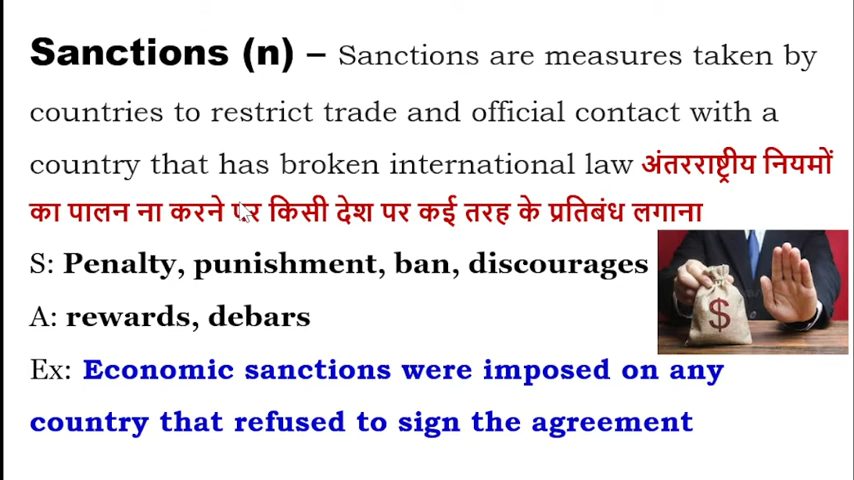 Sanctions (n) – Sanctions are measures taken by
countries to restrict trade and official contact with a
country that has broken international law अंतरराष्ट्रीय नियमों
का पालन ना करने पर किसी देश पर कई तरह के प्रतिबंध लगाना
S: Penalty, punishment, ban, discourages
A: rewards, debars
$
Ex: Economic sanctions were imposed on any
country that refused to sign the agreement